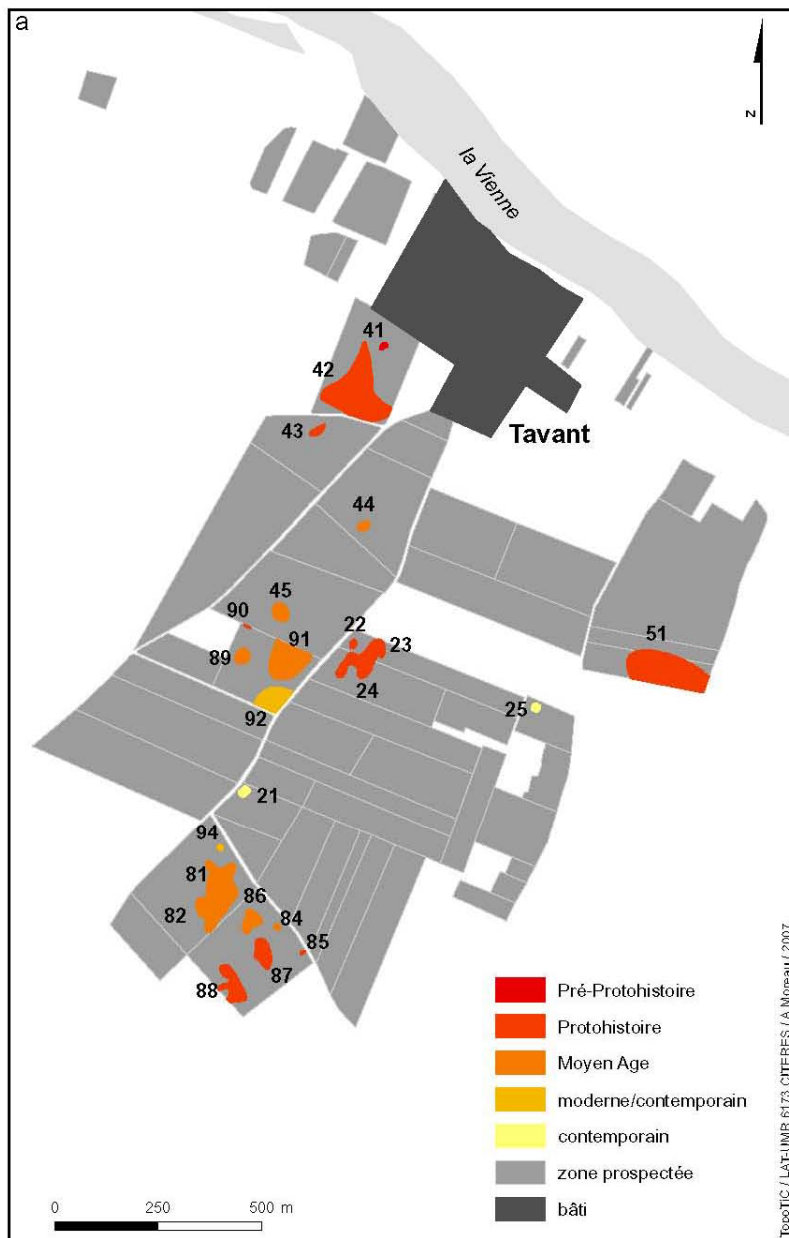 a
N
la Vienne
41
42
43
Tavant
44
45
90
22
23
51
91
89
24
25
92
21
94
81
86
82
84
85
87
88
Pré-Protohistoire
Protohistoire
Moyen Age
moderne/contemporain
contemporain
zone prospectée
bâti
0 250 500 m
TopoTiC / LAT-UMR 6173 CITERES / A Moreau / 2007